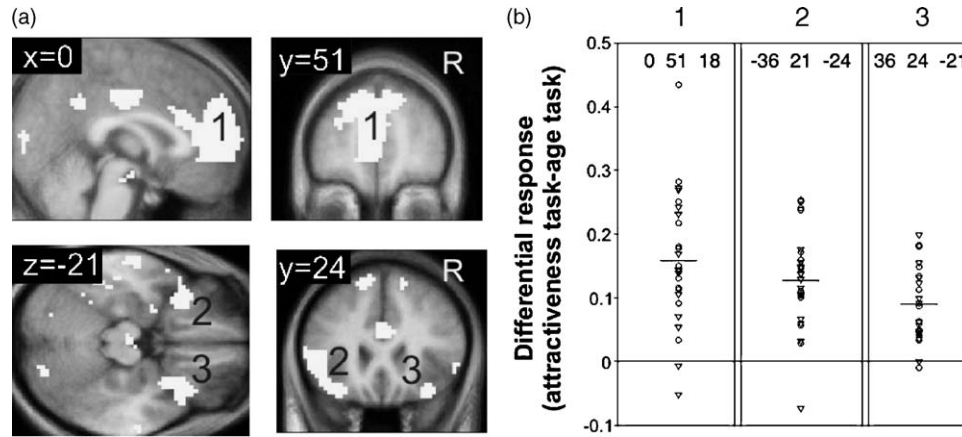 (a)
x=0
1
y=51
R
1
z=-21
2
3
y=24
R
2
3
(b)
1 2 3
Differential response
(attractiveness task-age task)
0.5
0.4
0.3
0.2
0.1
0
-0.1
0 51 18
-36 21 -24
36 24 -21